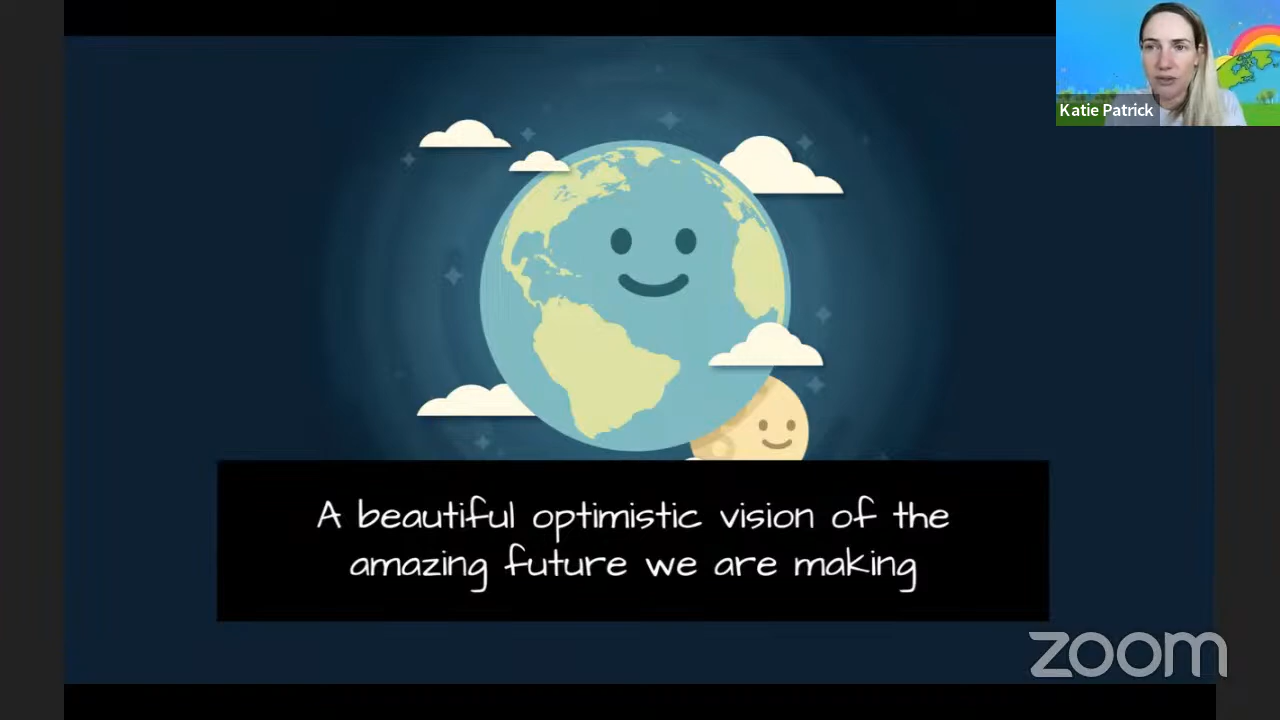 Katie Patrick
A beautiful optimistic vision of the
amazing future we are making
zoom